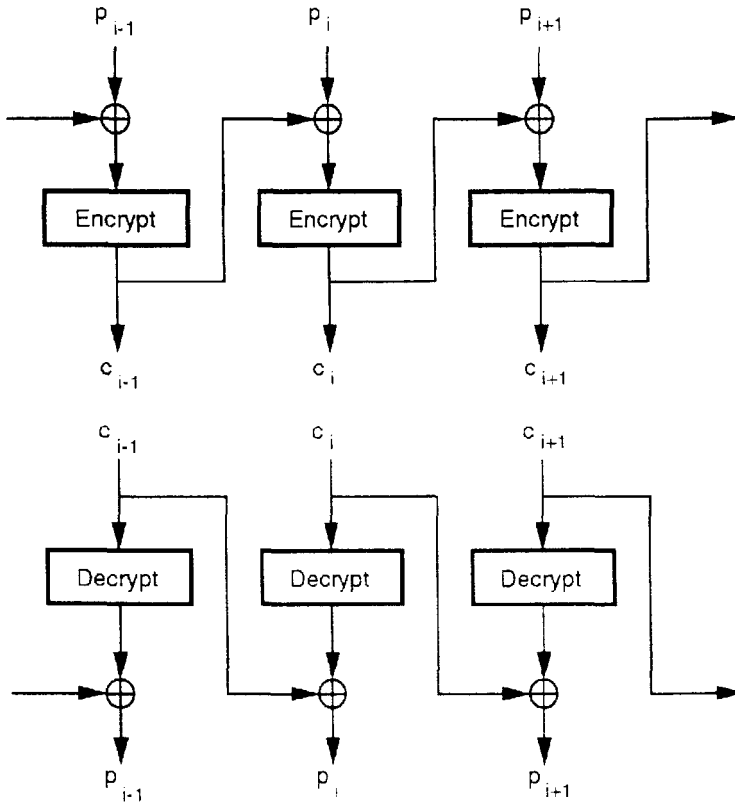 p i-1 p i p i+1
Encrypt Encrypt Encrypt
c i-1 c i c i+1
c i-1 c i c i+1
Decrypt Decrypt Decrypt
p i-1 p i p i+1